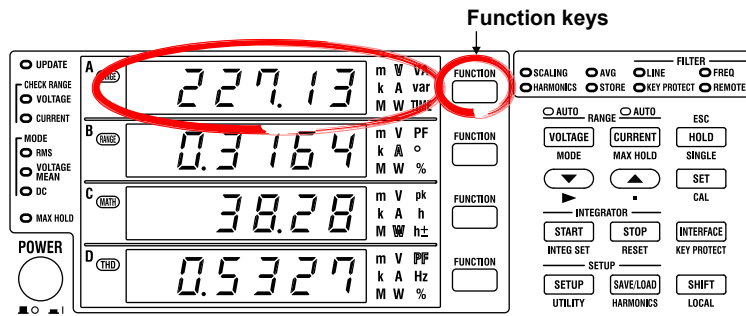 Function keys
UPDATE
CHECK RANGE
VOLTAGE
CURRENT
MODE
RMS
VOLTAGE MEAN
DC
MAX HOLD
POWER
A RANGE 227.13 m V VA
k A var
M W TIME
FUNCTION
B RANGE 0.3164 m V PF
k A °
M W %
FUNCTION
C MATH 38.28 m V pk
k A h
M W h±
FUNCTION
D THD 0.5327 m V PF
k A Hz
M W %
FUNCTION
FILTER
SCALING AVG LINE FREQ
HARMONICS STORE KEY PROTECT REMOTE
AUTO RANGE AUTO ESC
VOLTAGE CURRENT HOLD
MODE MAX HOLD SINGLE
SET
CAL
INTEGRATOR
START STOP INTERFACE
INTEG SET RESET KEY PROTECT
SETUP
SETUP SAVE/LOAD SHIFT
UTILITY HARMONICS LOCAL